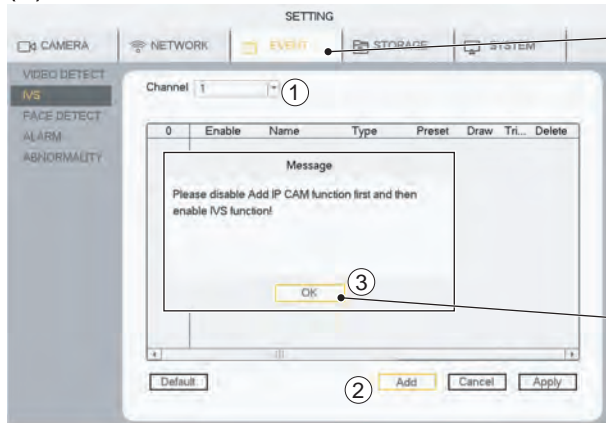 SETTING
CAMERA NETWORK EVENT STORAGE SYSTEM
VIDEO DETECT
IVS
FACE DETECT
ALARM
ABNORMALITY
Channel 1 1
0 Enable Name Type Preset Draw Tri... Delete
Message
Please disable Add IP CAM function first and then
enable IVS function!
OK 3
Default 2 Add Cancel Apply